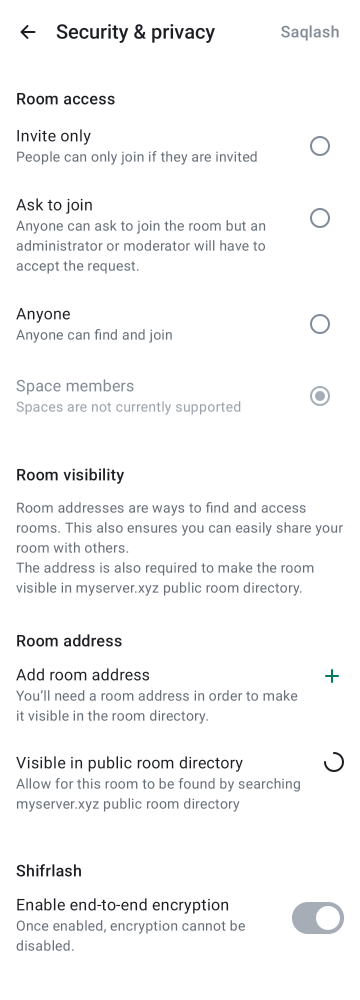 Security & privacy
Saqlash
Room access
Invite only
People can only join if they are invited
Ask to join
Anyone can ask to join the room but an
administrator or moderator will have to
accept the request.
Anyone
Anyone can find and join
Space members
Spaces are not currently supported
Room visibility
Room addresses are ways to find and access
rooms. This also ensures you can easily share your
room with others.
The address is also required to make the room
visible in myserver.xyz public room directory.
Room address
Add room address
You’ll need a room address in order to make
it visible in the room directory.
Visible in public room directory
Allow for this room to be found by searching
myserver.xyz public room directory
Shifrlash
Enable end-to-end encryption
Once enabled, encryption cannot be
disabled.